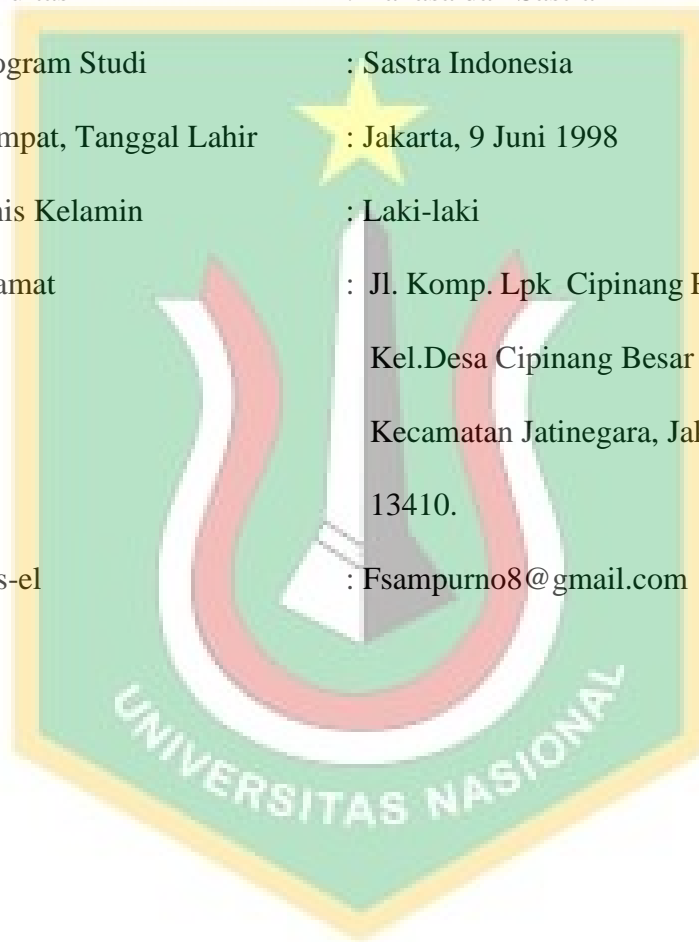 ogram Studi : Sastra Indonesia
mpat, Tanggal Lahir : Jakarta, 9 Juni 1998
nis Kelamin : Laki-laki
amat : Jl. Komp. Lpk Cipinang
Kel.Desa Cipinang Besar
Kecamatan Jatinegara,
13410.
s-el : Fsampurno8@gmail.com
UNIVERSITAS NASIONAL